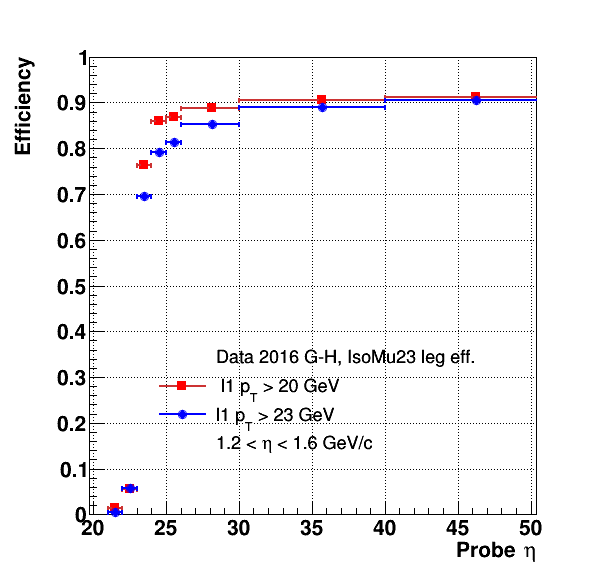 Efficiency
1
0.9
0.8
0.7
0.6
0.5
0.4
0.3
0.2
0.1
0
Data 2016 G-H, IsoMu23 leg eff.
l1 pT > 20 GeV
l1 pT > 23 GeV
1.2 < η < 1.6 GeV/c
20 25 30 35 40 45 50
Probe η